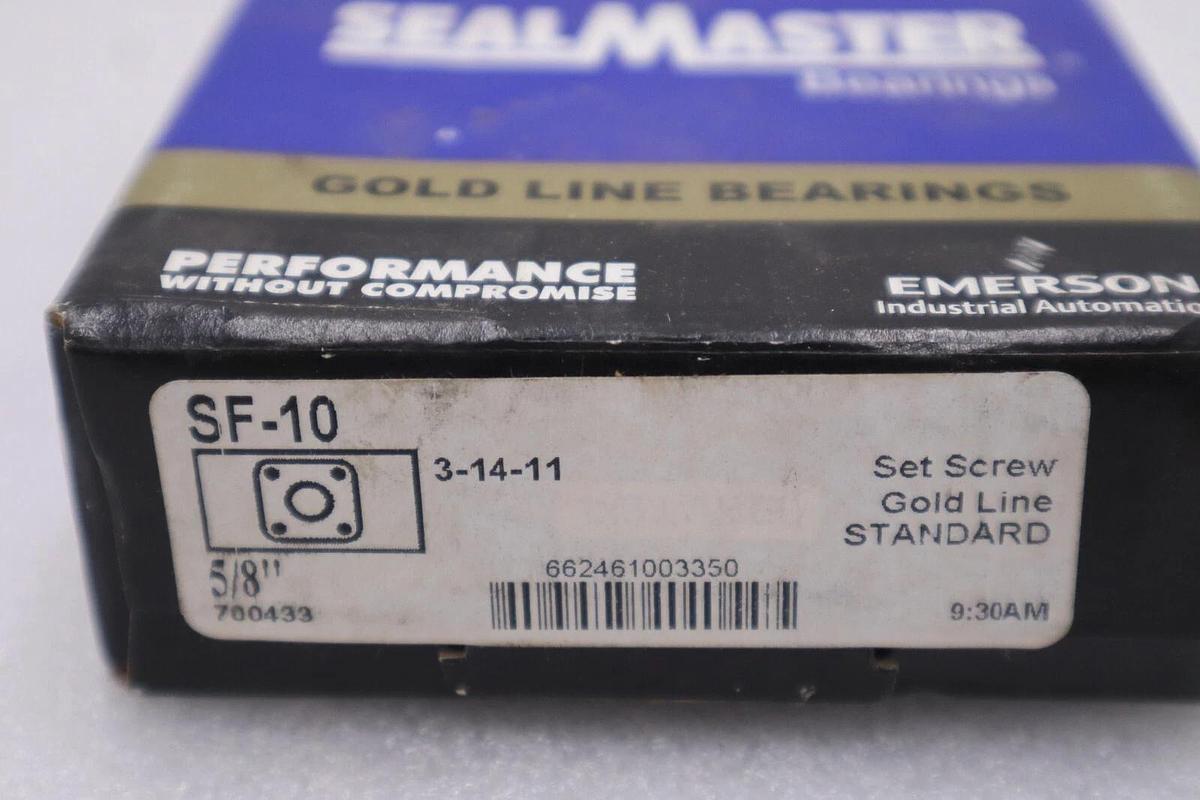 SEALMASTER
Bearings
GOLD LINE BEARINGS
PERFORMANCE
WITHOUT COMPROMISE
EMERSON
Industrial Automatic
SF-10
3-14-11
Set Screw
Gold Line
STANDARD
5/8"
700433
662461003350
9:30AM